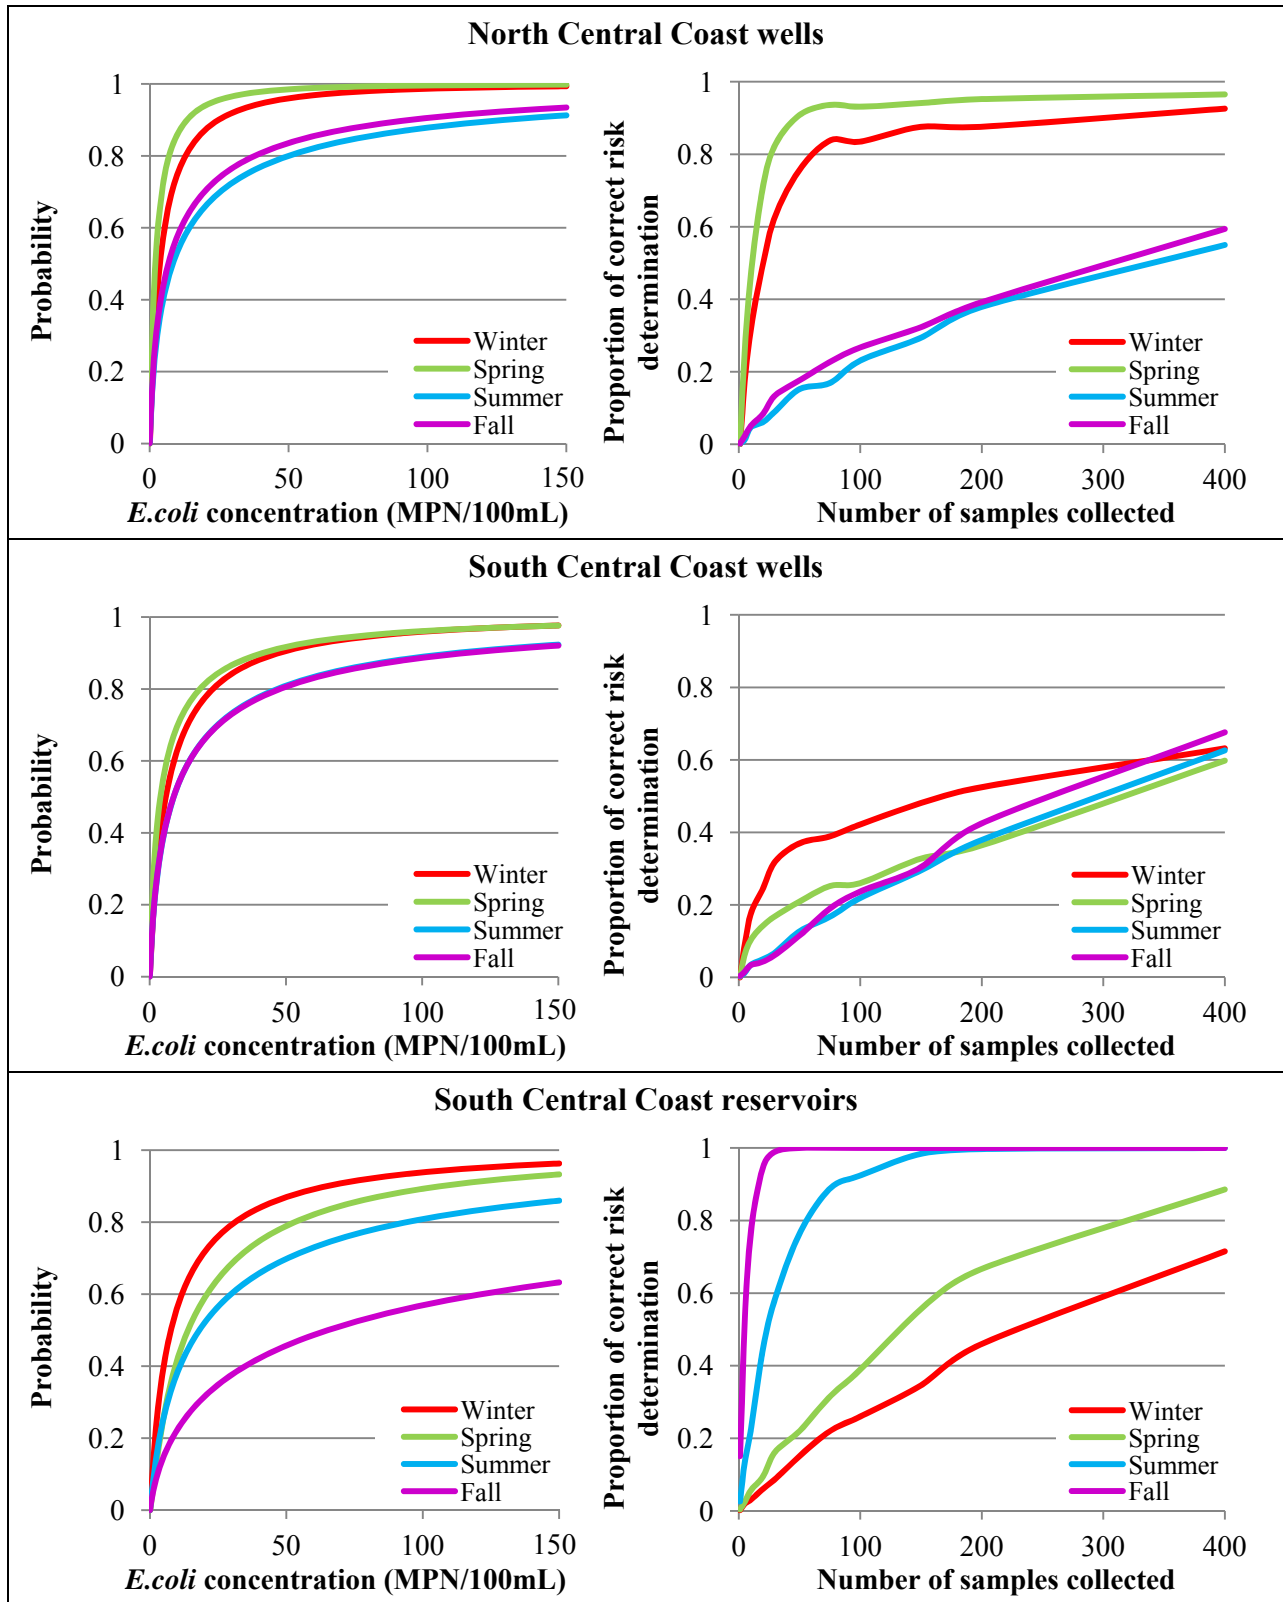 North Central Coast wells
Probability
1
0.8
0.6
0.4
0.2
0
0
50
100
150
E.coli concentration (MPN/100mL)
Winter
Spring
Summer
Fall
Proportion of correct risk
determination
1
0.8
0.6
0.4
0.2
0
0
100
200
300
400
Number of samples collected
Winter
Spring
Summer
Fall
South Central Coast wells
Probability
1
0.8
0.6
0.4
0.2
0
0
50
100
150
E.coli concentration (MPN/100mL)
Winter
Spring
Summer
Fall
Proportion of correct risk
determination
1
0.8
0.6
0.4
0.2
0
0
100
200
300
400
Number of samples collected
Winter
Spring
Summer
Fall
South Central Coast reservoirs
Probability
1
0.8
0.6
0.4
0.2
0
0
50
100
150
E.coli concentration (MPN/100mL)
Winter
Spring
Summer
Fall
Proportion of correct risk
determination
1
0.8
0.6
0.4
0.2
0
0
100
200
300
400
Number of samples collected
Winter
Spring
Summer
Fall